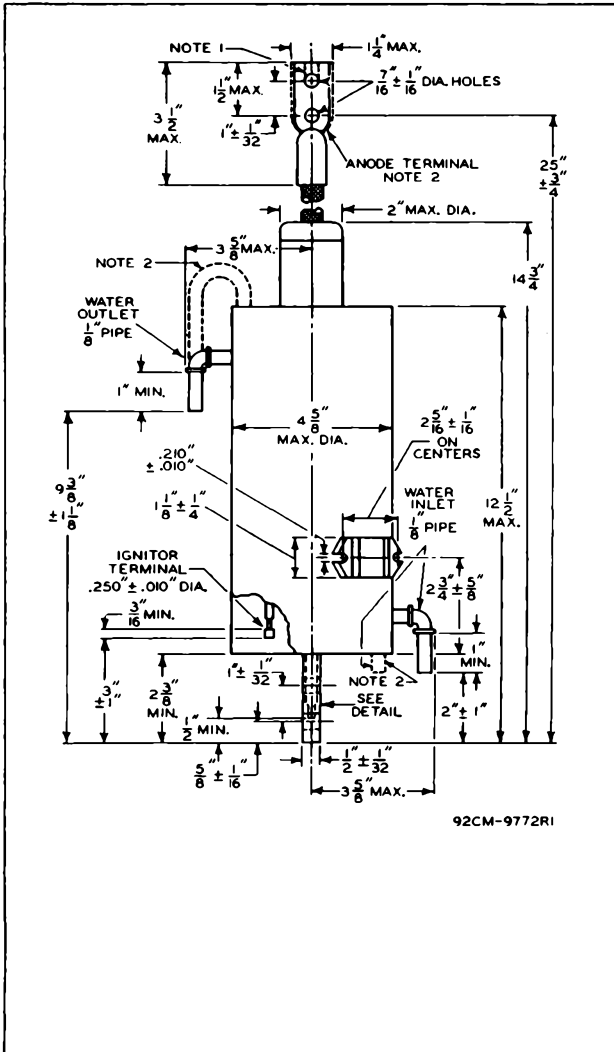 NOTE 1
1 1/4" MAX.
1 1/2" MAX.
7/16" ± 1/16" DIA. HOLES
3 1/2" MAX.
1" ± 1/32"
ANODE TERMINAL
NOTE 2
25"
± 3/4"
2" MAX. DIA.
3 5/8" MAX.
14 3/4"
NOTE 2
WATER
OUTLET
1/8" PIPE
1" MIN.
4 5/8"
MAX. DIA.
2 5/16" ± 1/16"
ON
CENTERS
.210"
± .010"
9 3/8"
± 1 1/8"
1 1/8" ± 1/4"
WATER
INLET
1/8" PIPE
12 1/2"
MAX.
IGNITOR
TERMINAL
.250" ± .010" DIA.
2 3/4" ± 5/8"
3/16" MIN.
3"
± 1"
2 3/8"
MIN.
1" ± 1/32"
NOTE 2
1"
MIN.
SEE
DETAIL
2" ± 1"
1/2" MIN.
5/8" ± 1/16"
1/2" ± 1/32"
3 5/8" MAX.
92CM-9772R1